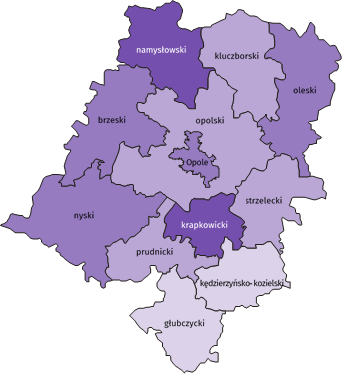 namysłowski
kluczborski
oleski
brzeski
opolski
Opole
strzelecki
nyski
krapkowicki
prudnicki
kędzierzyńsko-kozielski
głubczycki